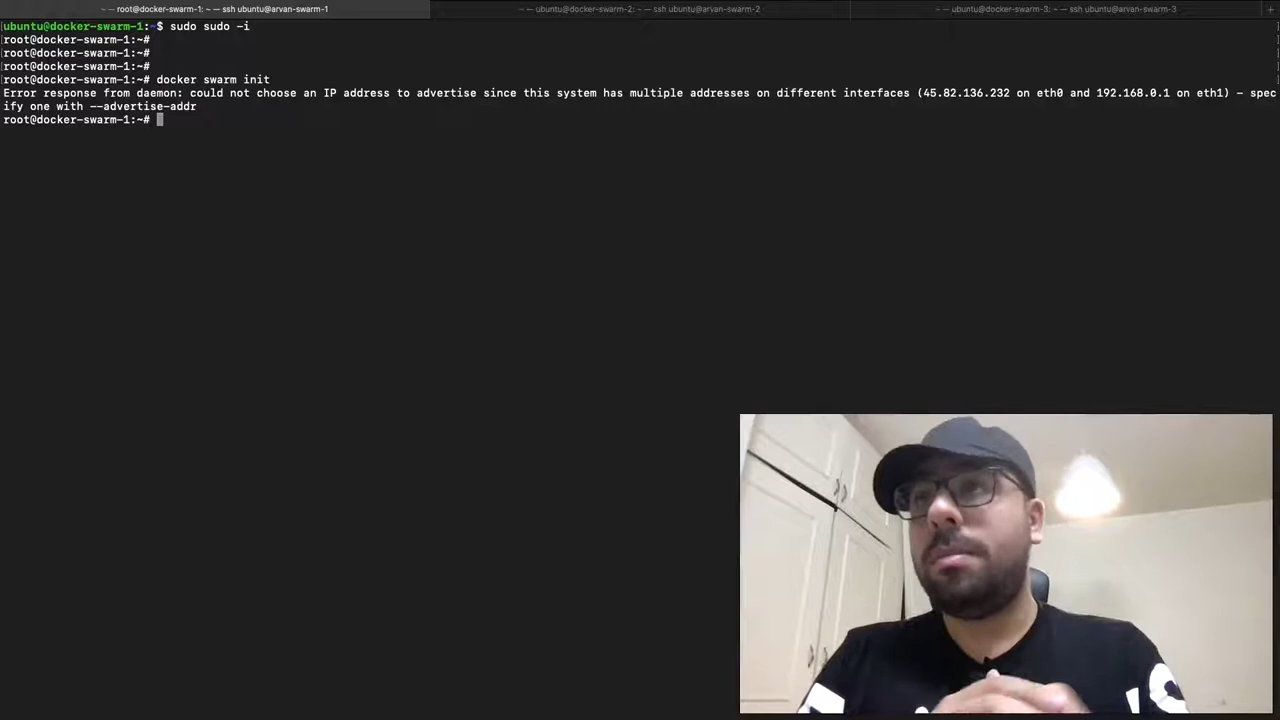 ~ — root@docker-swarm-1: ~ — ssh ubuntu@arvan-swarm-1
~ — ubuntu@docker-swarm-2: ~ — ssh ubuntu@arvan-swarm-2
~ — ubuntu@docker-swarm-3: ~ — ssh ubuntu@arvan-swarm-3
ubuntu@docker-swarm-1:~$ sudo sudo -i
root@docker-swarm-1:~#
root@docker-swarm-1:~#
root@docker-swarm-1:~#
root@docker-swarm-1:~# docker swarm init
Error response from daemon: could not choose an IP address to advertise since this system has multiple addresses on different interfaces (45.82.136.232 on eth0 and 192.168.0.1 on eth1) - spec
ify one with --advertise-addr
root@docker-swarm-1:~#